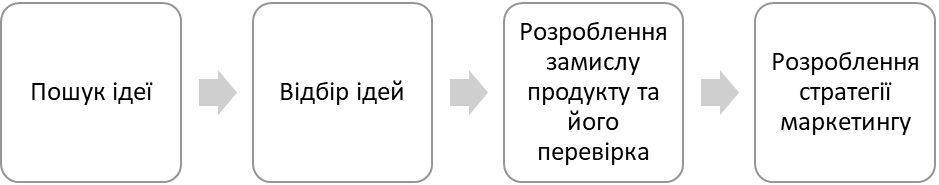 Пошук ідеї
Відбір ідей
Розроблення
замислу
продукту та
його
перевірка
Розроблення
стратегії
маркетингу